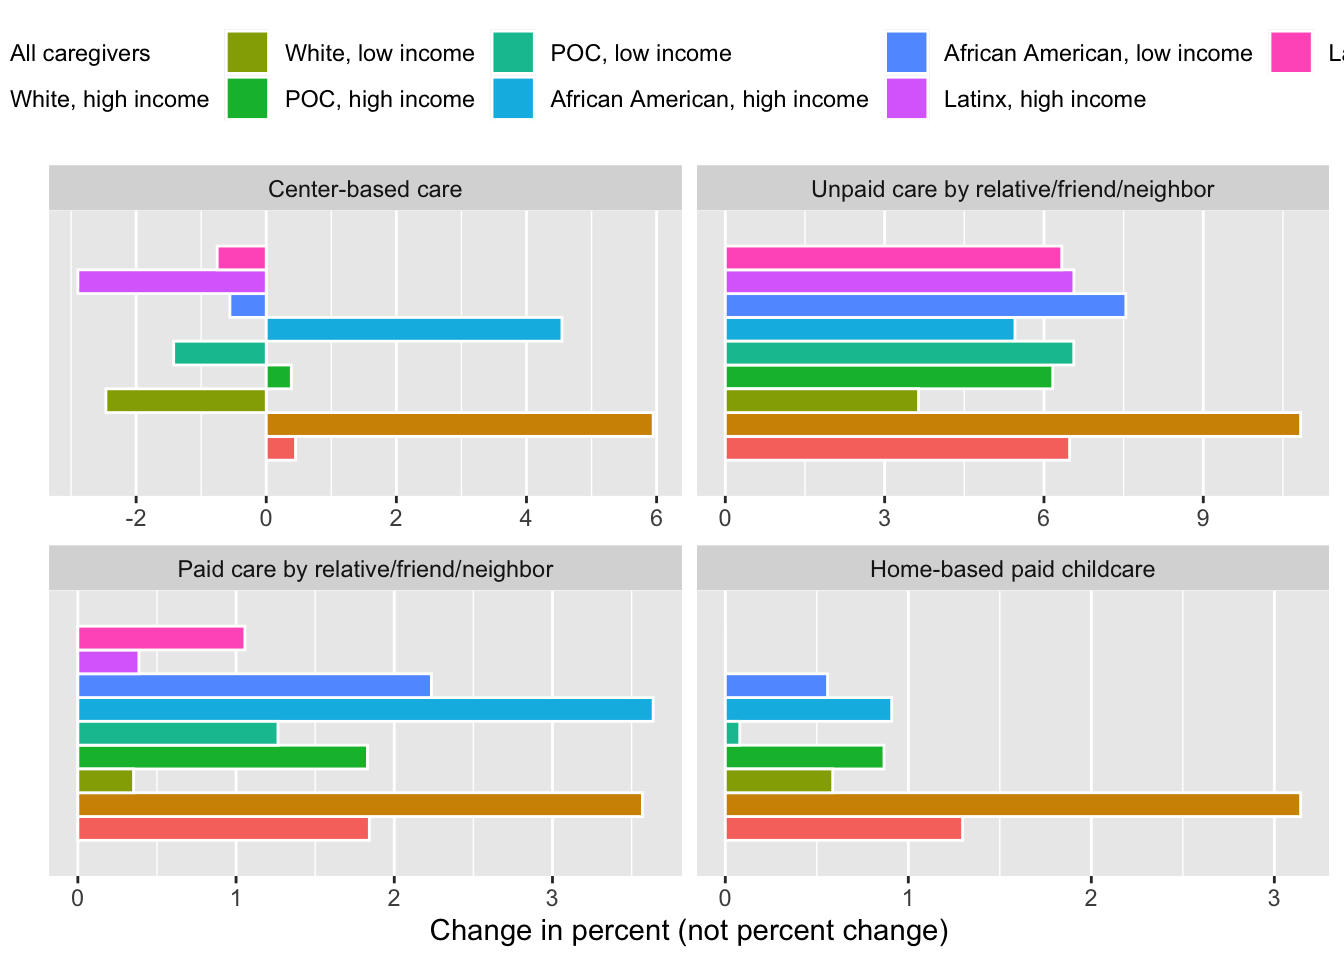 All caregivers White, low income POC, low income African American, low income La
White, high income POC, high income African American, high income Latinx, high income
Center-based care Unpaid care by relative/friend/neighbor
-2 0 2 4 6 0 3 6 9
Paid care by relative/friend/neighbor Home-based paid childcare
0 1 2 3 0 1 2 3
Change in percent (not percent change)